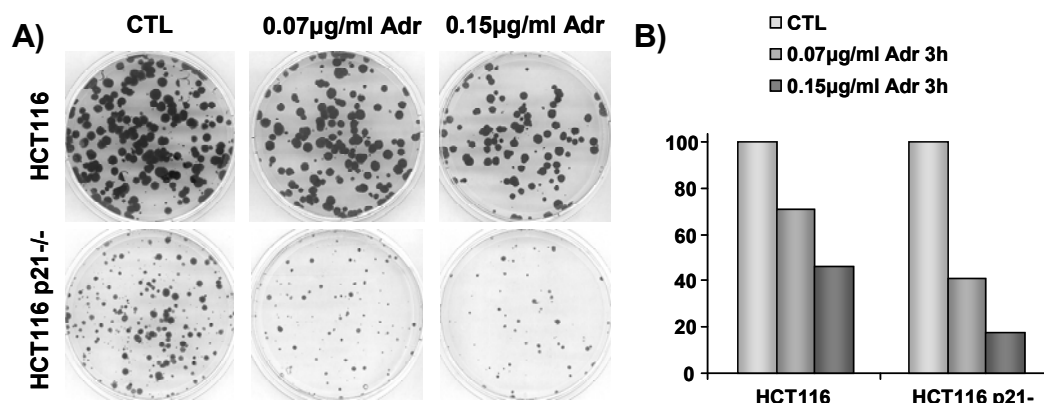 A)
CTL 0.07µg/ml Adr 0.15µg/ml Adr
HCT116
HCT116 p21-/-
B)
CTL
0.07µg/ml Adr 3h
0.15µg/ml Adr 3h
100
80
60
40
20
0
HCT116 HCT116 p21-